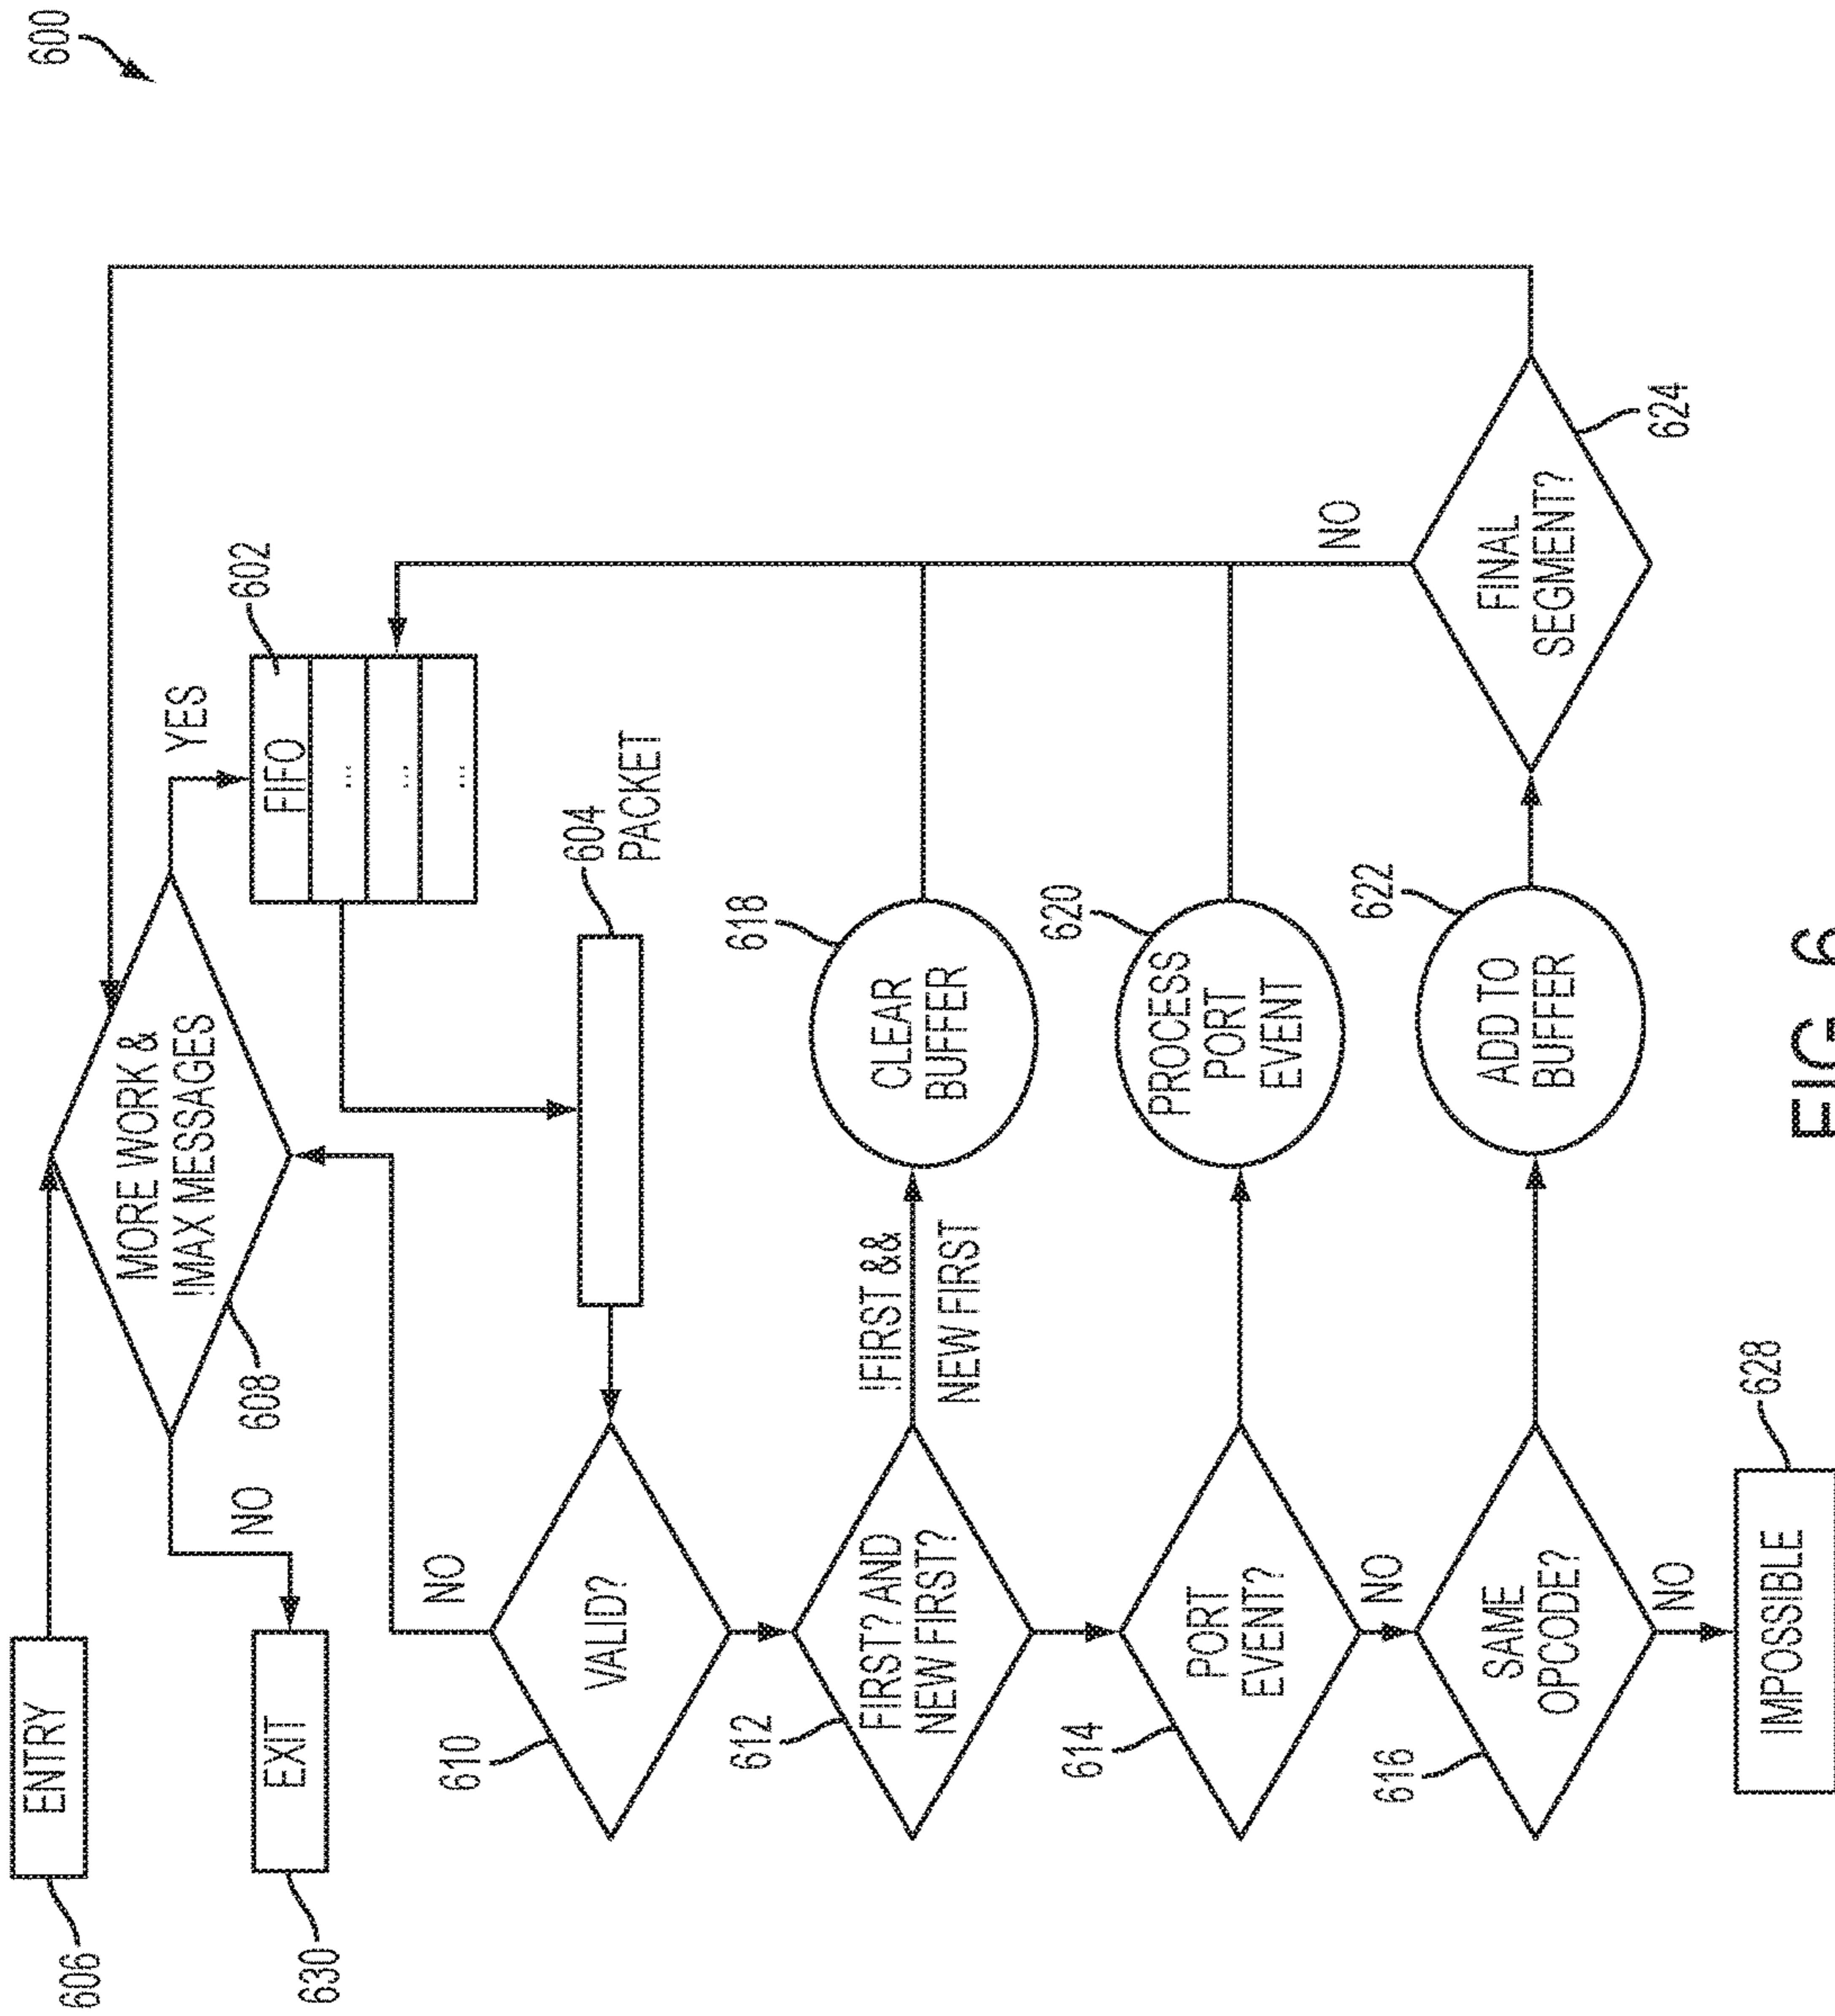 600
ENTRY
606
MORE WORK &
!MAX MESSAGES
608
YES
NO
EXIT
630
FIFO
...
...
...
602
604
PACKET
VALID?
610
NO
FIRST? AND
NEW FIRST?
612
!FIRST &&
NEW FIRST
CLEAR
BUFFER
618
PORT
EVENT?
614
NO
PROCESS
PORT
EVENT
620
SAME
OPCODE?
616
NO
ADD TO
BUFFER
622
FINAL
SEGMENT?
624
NO
IMPOSSIBLE
628
FIG. 6